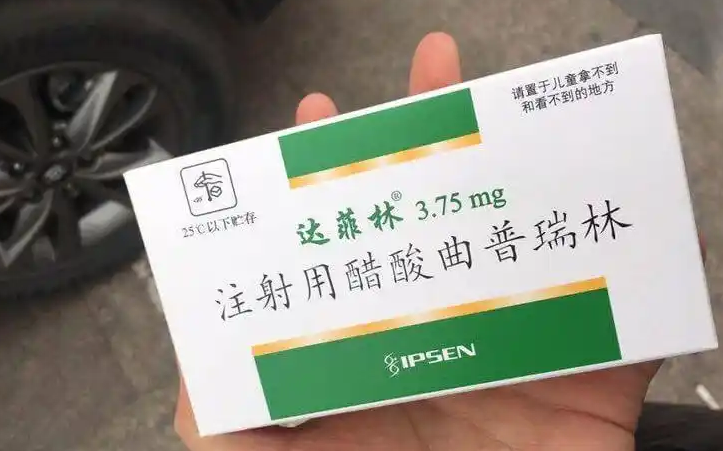 请置于儿童拿不到
和看不到的地方
25℃以下贮存
达菲林® 3.75 mg
注射用醋酸曲普瑞林
IPSEN